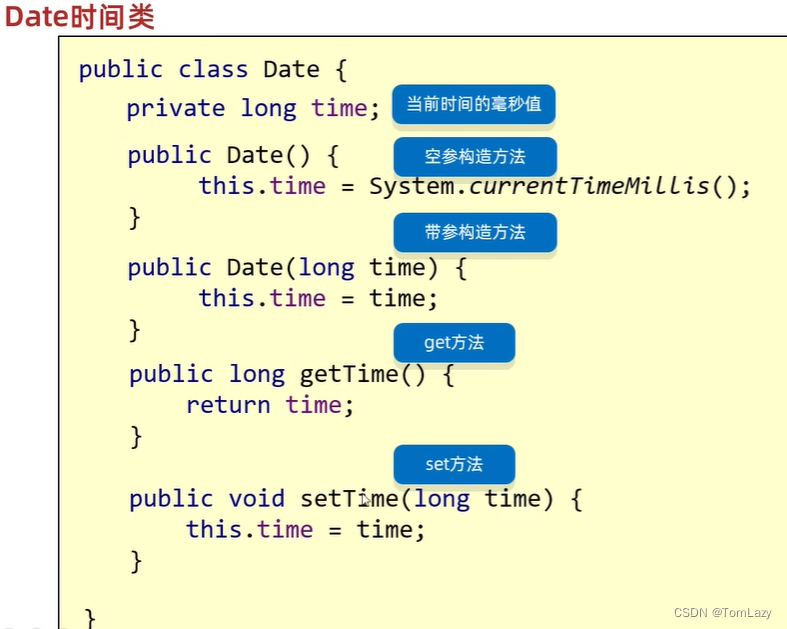 Date时间类
public class Date {
private long time; 当前时间的毫秒值
public Date() { 空参构造方法
this.time = System.currentTimeMillis();
}
带参构造方法
public Date(long time) {
this.time = time;
}
get方法
public long getTime() {
return time;
}
set方法
public void setTime(long time) {
this.time = time;
}
}
CSDN @TomLazy